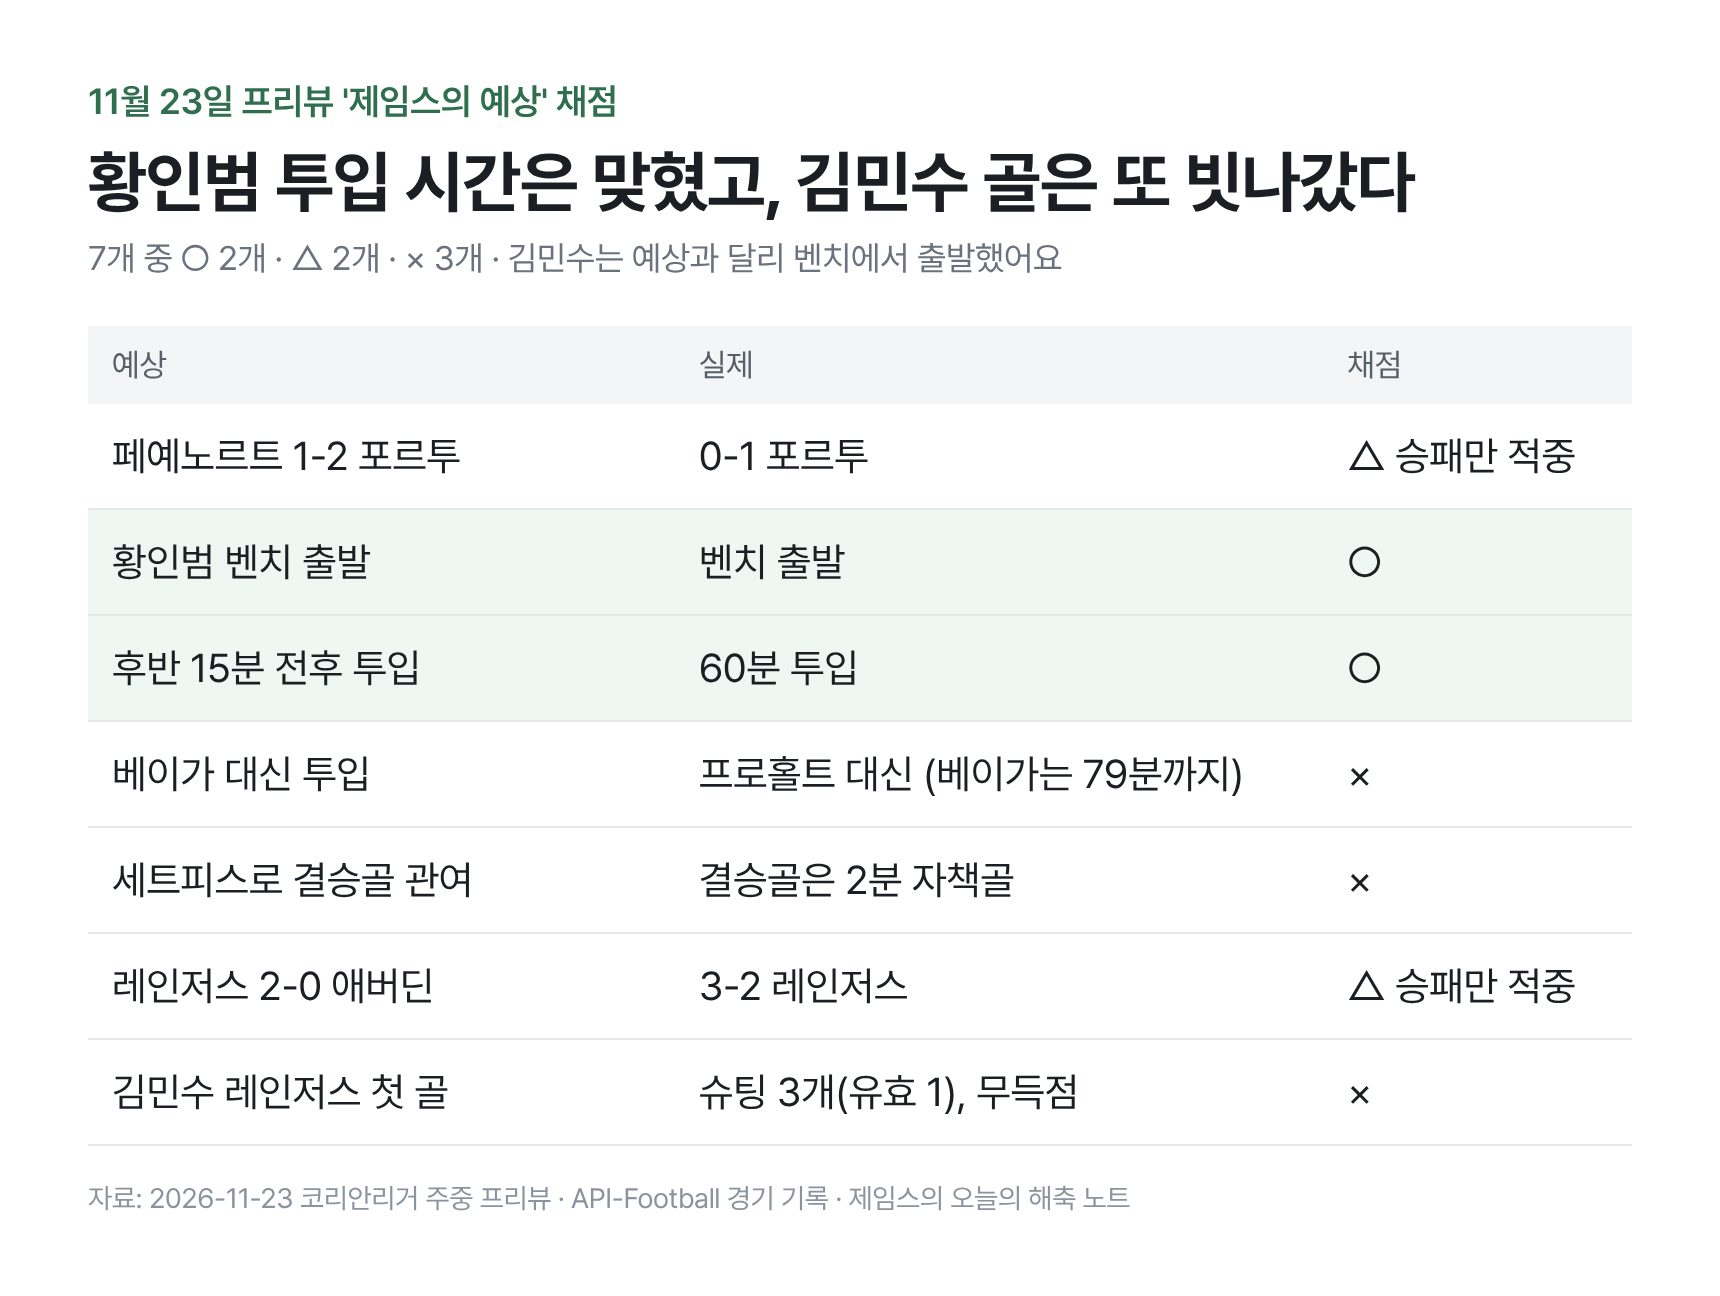 11월 23일 프리뷰 '제임스의 예상' 채점
황인범 투입 시간은 맞혔고, 김민수 골은 또 빗나갔다
7개 중 ○ 2개 · △ 2개 · × 3개 · 김민수는 예상과 달리 벤치에서 출발했어요
예상 실제 채점
페예노르트 1-2 포르투 0-1 포르투 △ 승패만 적중
황인범 벤치 출발 벤치 출발 ○
후반 15분 전후 투입 60분 투입 ○
베이가 대신 투입 프로홀트 대신 (베이가는 79분까지) ×
세트피스로 결승골 관여 결승골은 2분 자책골 ×
레인저스 2-0 애버딘 3-2 레인저스 △ 승패만 적중
김민수 레인저스 첫 골 슈팅 3개(유효 1), 무득점 ×
자료: 2026-11-23 코리안리거 주중 프리뷰 · API-Football 경기 기록 · 제임스의 오늘의 해축 노트